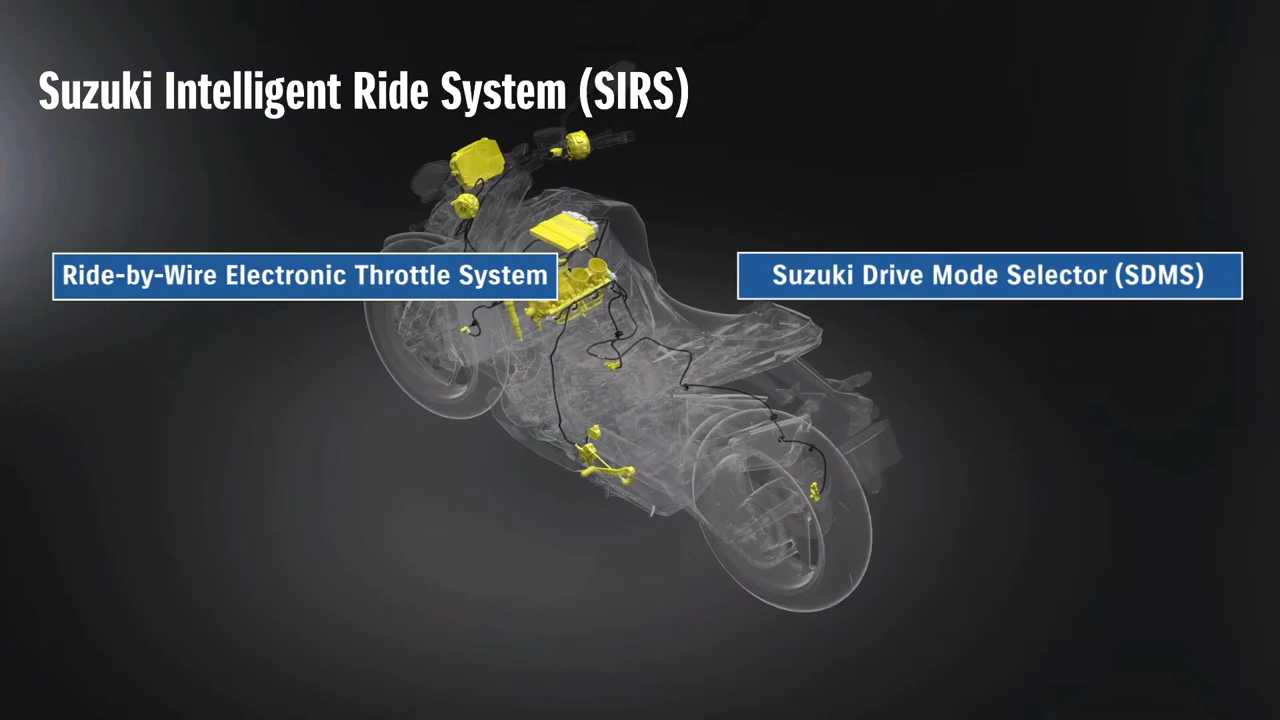 Suzuki Intelligent Ride System (SIRS)
Ride-by-Wire Electronic Throttle System
Suzuki Drive Mode Selector (SDMS)